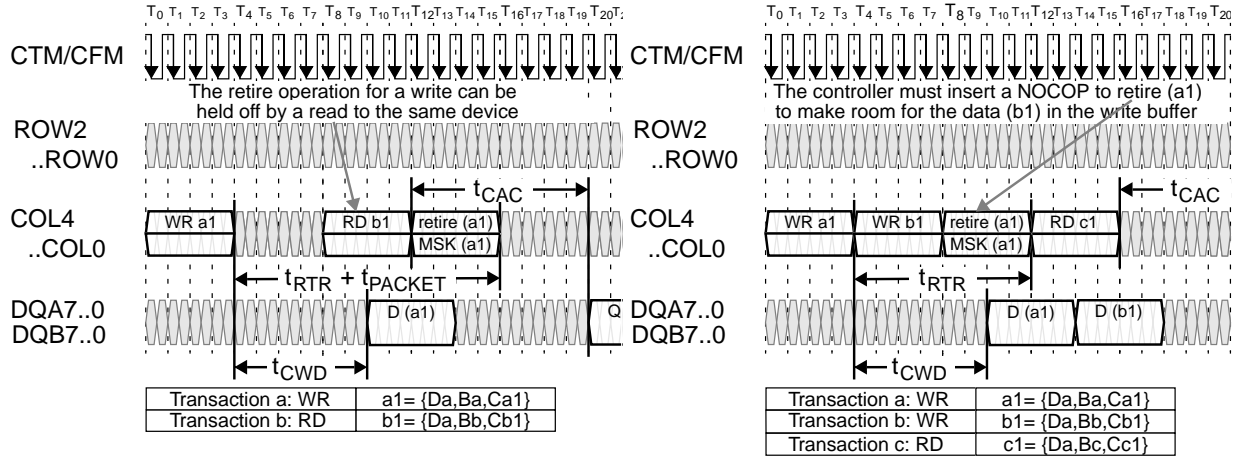 T0 T1 T2 T3 T4 T5 T6 T7 T8 T9 T10 T11 T12 T13 T14 T15 T16 T17 T18 T19 T20
CTM/CFM
The retire operation for a write can be
held off by a read to the same device
ROW2
..ROW0
tCAC
COL4
..COL0
WR a1
RD b1
retire (a1)
MSK (a1)
tRTR + tPACKET
DQA7..0
DQB7..0
D (a1)
Q
tCWD
Transaction a: WR a1= {Da,Ba,Ca1}
Transaction b: RD b1= {Da,Bb,Cb1}
T0 T1 T2 T3 T4 T5 T6 T7 T8 T9 T10 T11 T12 T13 T14 T15 T16 T17 T18 T19 T20
CTM/CFM
The controller must insert a NOCOP to retire (a1)
to make room for the data (b1) in the write buffer
ROW2
..ROW0
tCAC
COL4
..COL0
WR a1
WR b1
retire (a1)
RD c1
MSK (a1)
tRTR
DQA7..0
DQB7..0
D (a1)
D (b1)
tCWD
Transaction a: WR a1= {Da,Ba,Ca1}
Transaction b: WR b1= {Da,Bb,Cb1}
Transaction c: RD c1= {Da,Bc,Cc1}